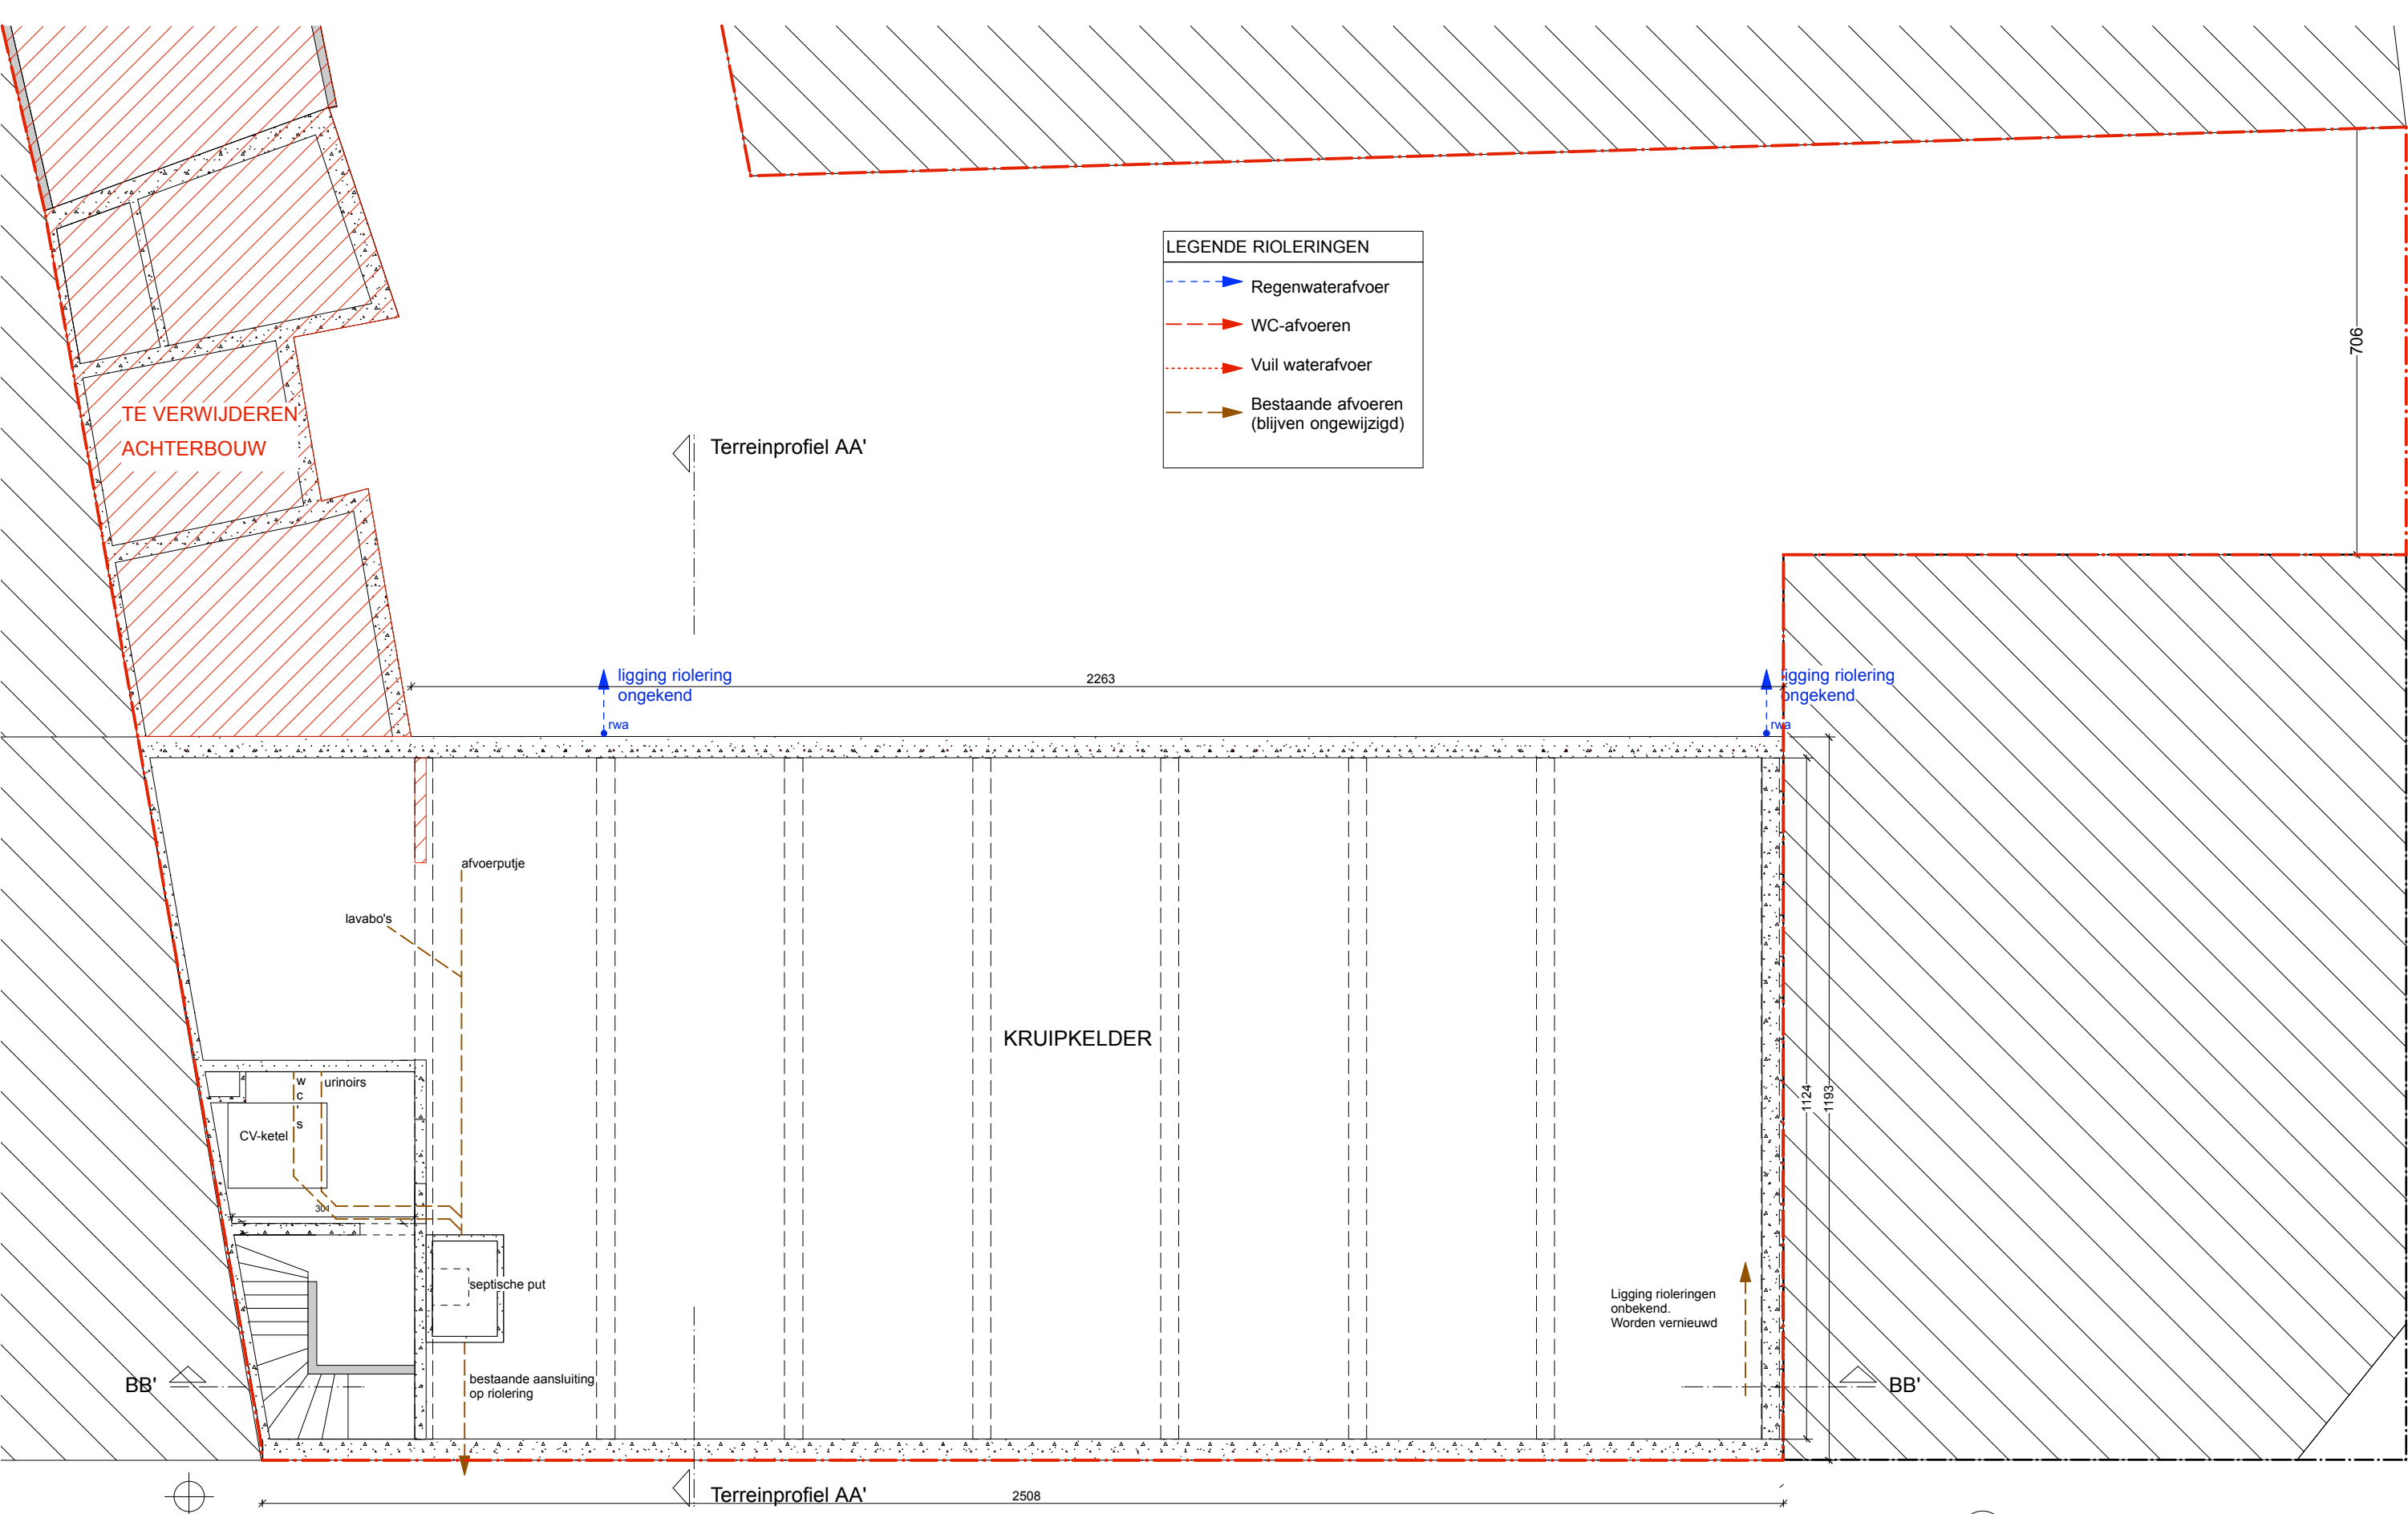 LEGENDE RIOLERINGEN
Regenwaterafvoer
WC-afvoeren
Vuil waterafvoer
Bestaande afvoeren
(blijven ongewijzigd)
706
TE VERWIJDEREN
ACHTERBOUW
Terreinprofiel AA'
ligging riolering
ongekend
rwa
2263
ligging riolering
ongekend
rwa
afvoerputje
lavabo's
KRUIPKELDER
wc's
urinoirs
CV-ketel
1124
1193
301
septische put
Ligging rioleringen
onbekend.
Worden vernieuwd
bestaande aansluiting
op riolering
BB'
BB'
Terreinprofiel AA'
2508